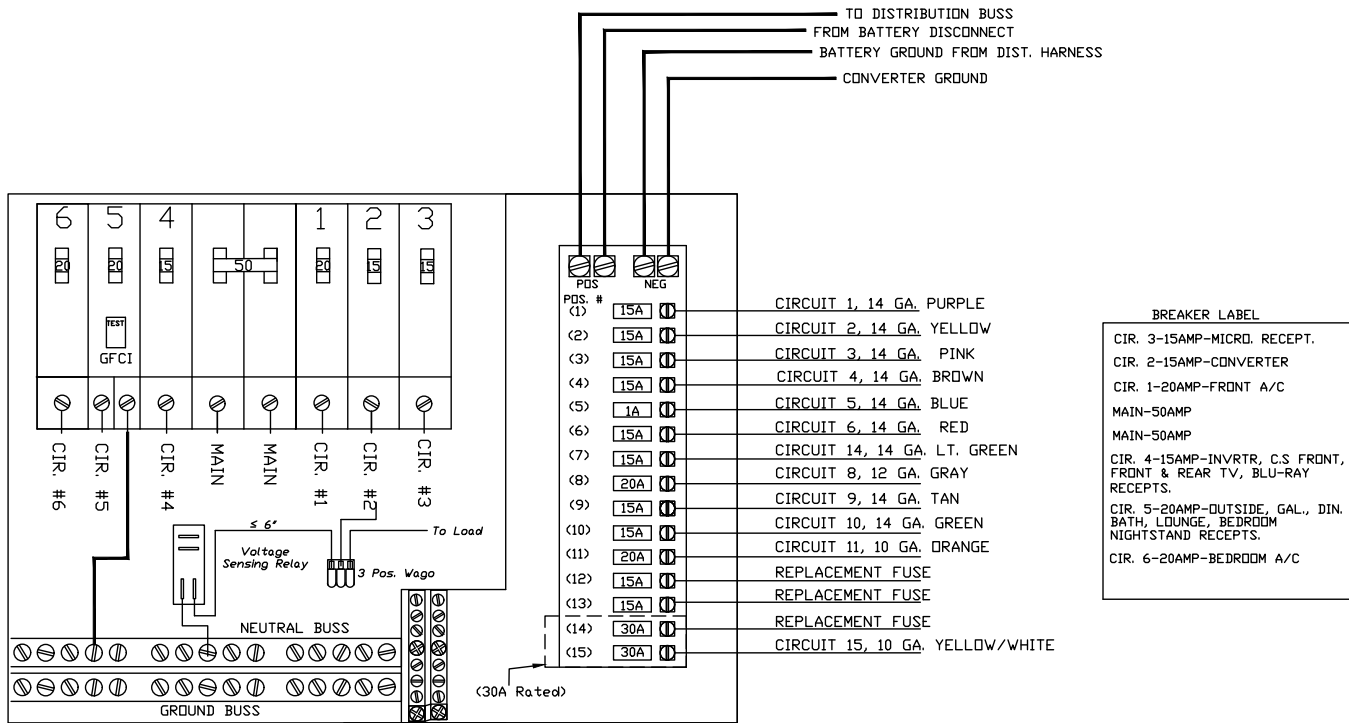 TO DISTRIBUTION BUSS
FROM BATTERY DISCONNECT
BATTERY GROUND FROM DIST. HARNESS
CONVERTER GROUND
6 5 4 1 2 3
20 20 15 50 20 15 15
TEST
GFCI
CIR. #6
CIR. #5
CIR. #4
MAIN
MAIN
CIR. #1
CIR. #2
CIR. #3
≤ 6"
Voltage
Sensing Relay
To Load
3 Pos. Wago
NEUTRAL BUSS
GROUND BUSS
POS NEG
POS. #
(1) 15A CIRCUIT 1, 14 GA. PURPLE
(2) 15A CIRCUIT 2, 14 GA. YELLOW
(3) 15A CIRCUIT 3, 14 GA. PINK
(4) 15A CIRCUIT 4, 14 GA. BROWN
(5) 1A CIRCUIT 5, 14 GA. BLUE
(6) 15A CIRCUIT 6, 14 GA. RED
(7) 15A CIRCUIT 14, 14 GA. LT. GREEN
(8) 20A CIRCUIT 8, 12 GA. GRAY
(9) 15A CIRCUIT 9, 14 GA. TAN
(10) 15A CIRCUIT 10, 14 GA. GREEN
(11) 20A CIRCUIT 11, 10 GA. ORANGE
(12) 15A REPLACEMENT FUSE
(13) 15A REPLACEMENT FUSE
(14) 30A REPLACEMENT FUSE
(15) 30A CIRCUIT 15, 10 GA. YELLOW/WHITE
(30A Rated)
BREAKER LABEL
CIR. 3-15AMP-MICRO. RECEPT.
CIR. 2-15AMP-CONVERTER
CIR. 1-20AMP-FRONT A/C
MAIN-50AMP
MAIN-50AMP
CIR. 4-15AMP-INVRTR, C.S FRONT,
FRONT & REAR TV, BLU-RAY
RECEPTS.
CIR. 5-20AMP-OUTSIDE, GAL., DIN.
BATH, LOUNGE, BEDROOM
NIGHTSTAND RECEPTS.
CIR. 6-20AMP-BEDROOM A/C